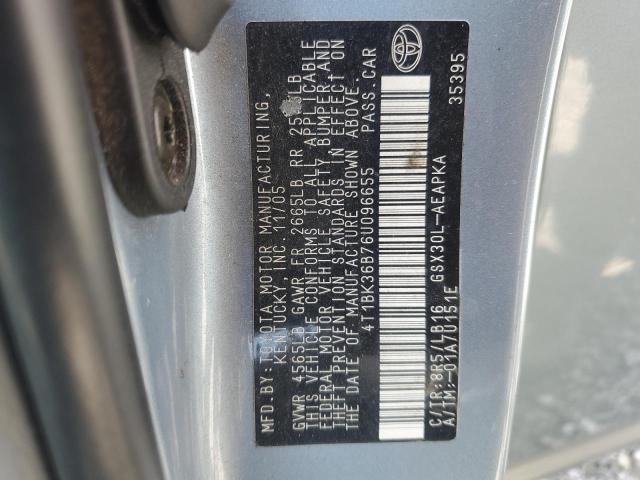 MFD.BY:TOYOTA MOTOR MANUFACTURING,
KENTUCKY,INC 11/05
GVWR 4565LB GAWR FR 2665LB RR LB
THIS VEHICLE CONFORMS TO ALL APPLICABLE
FEDERAL MOTOR VEHICLE SAFETY, BUMPER,AND
THEFT PREVENTION STANDARDS IN EFFECT ON
THE DATE OF MANUFACTURE SHOWN ABOVE.
4T1BK36B76U096055 PASS.CAR
C/TR:8R5/LB16 GSX30L-AEAPKA
A/TM:-01A/U151E 35395